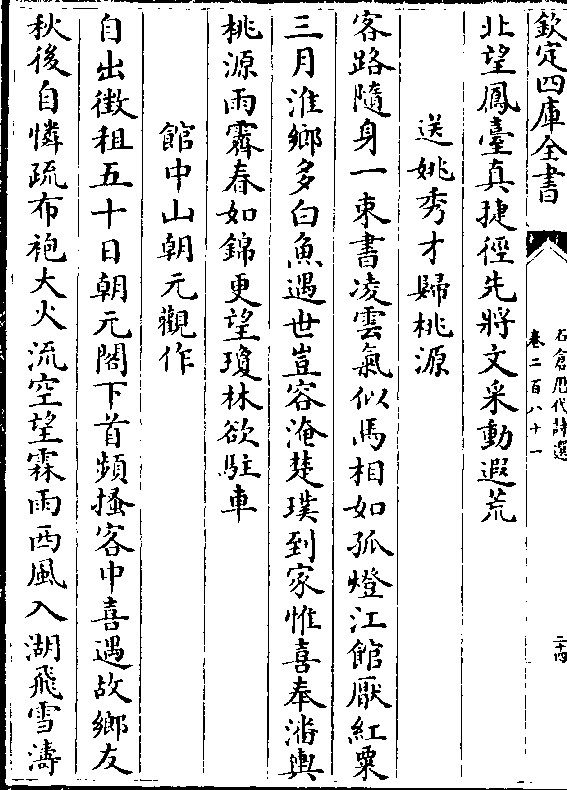 欽定四庫全書
石倉歷代詩選
卷二百八十一
二十四
北望鳳臺真捷徑先將文采動遐荒
送姚秀才歸桃源
客路隨身一束書凌雲氣似馬相如孤燈江館厭紅粟
三月淮鄉多白魚遇世豈容淹楚璞到家惟喜奉潘輿
桃源雨霽春如錦更望瓊林欲駐車
館中山朝元觀作
自出徵租五十日朝元閣下首頻搔客中喜遇故鄉友
秋後自憐疏布袍大火流空望霖雨西風入湖飛雪濤